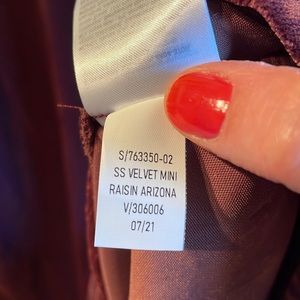 S/763350-02
SS VELVET MINI
RAISIN ARIZONA
V/306006
07/21